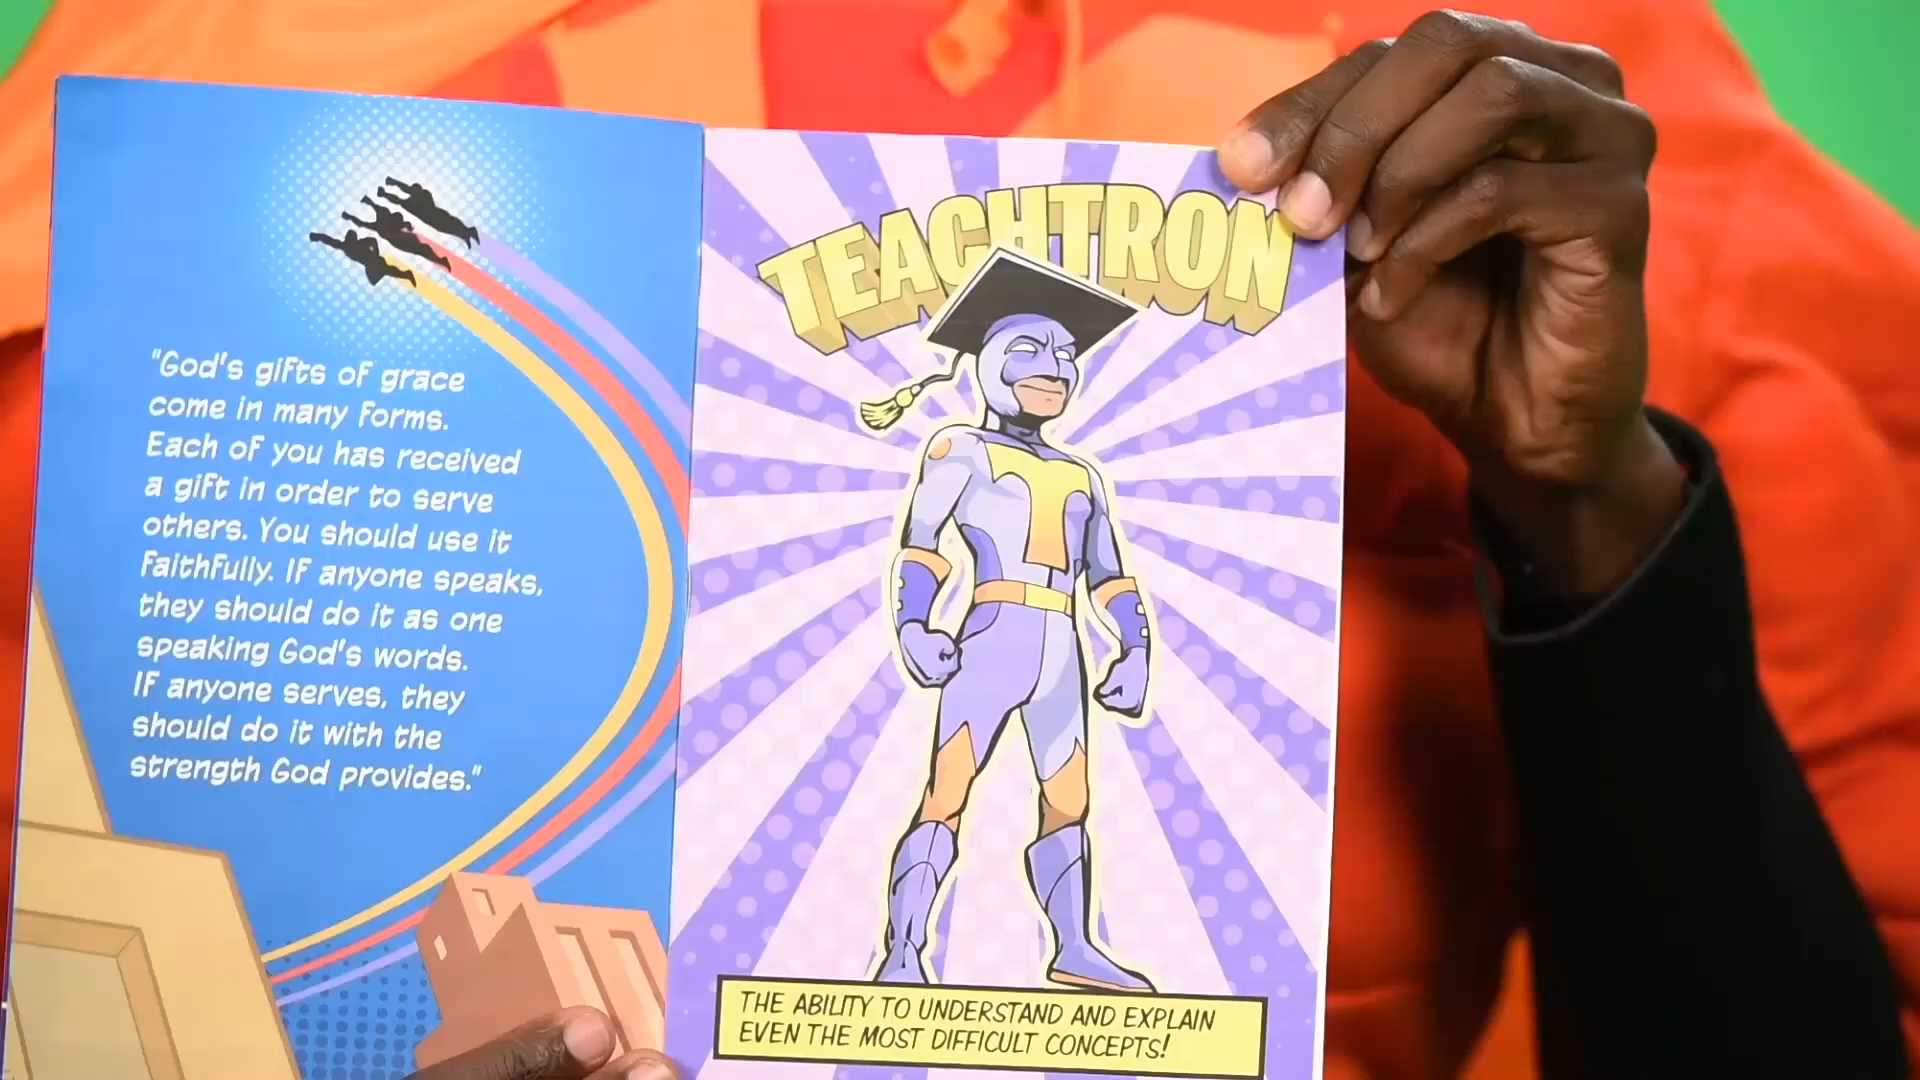 "God's gifts of grace
come in many forms.
Each of you has received
a gift in order to serve
others. You should use it
faithfully. If anyone speaks,
they should do it as one
speaking God's words.
If anyone serves, they
should do it with the
strength God provides."
TEACHTRON
T
THE ABILITY TO UNDERSTAND AND EXPLAIN
EVEN THE MOST DIFFICULT CONCEPTS!